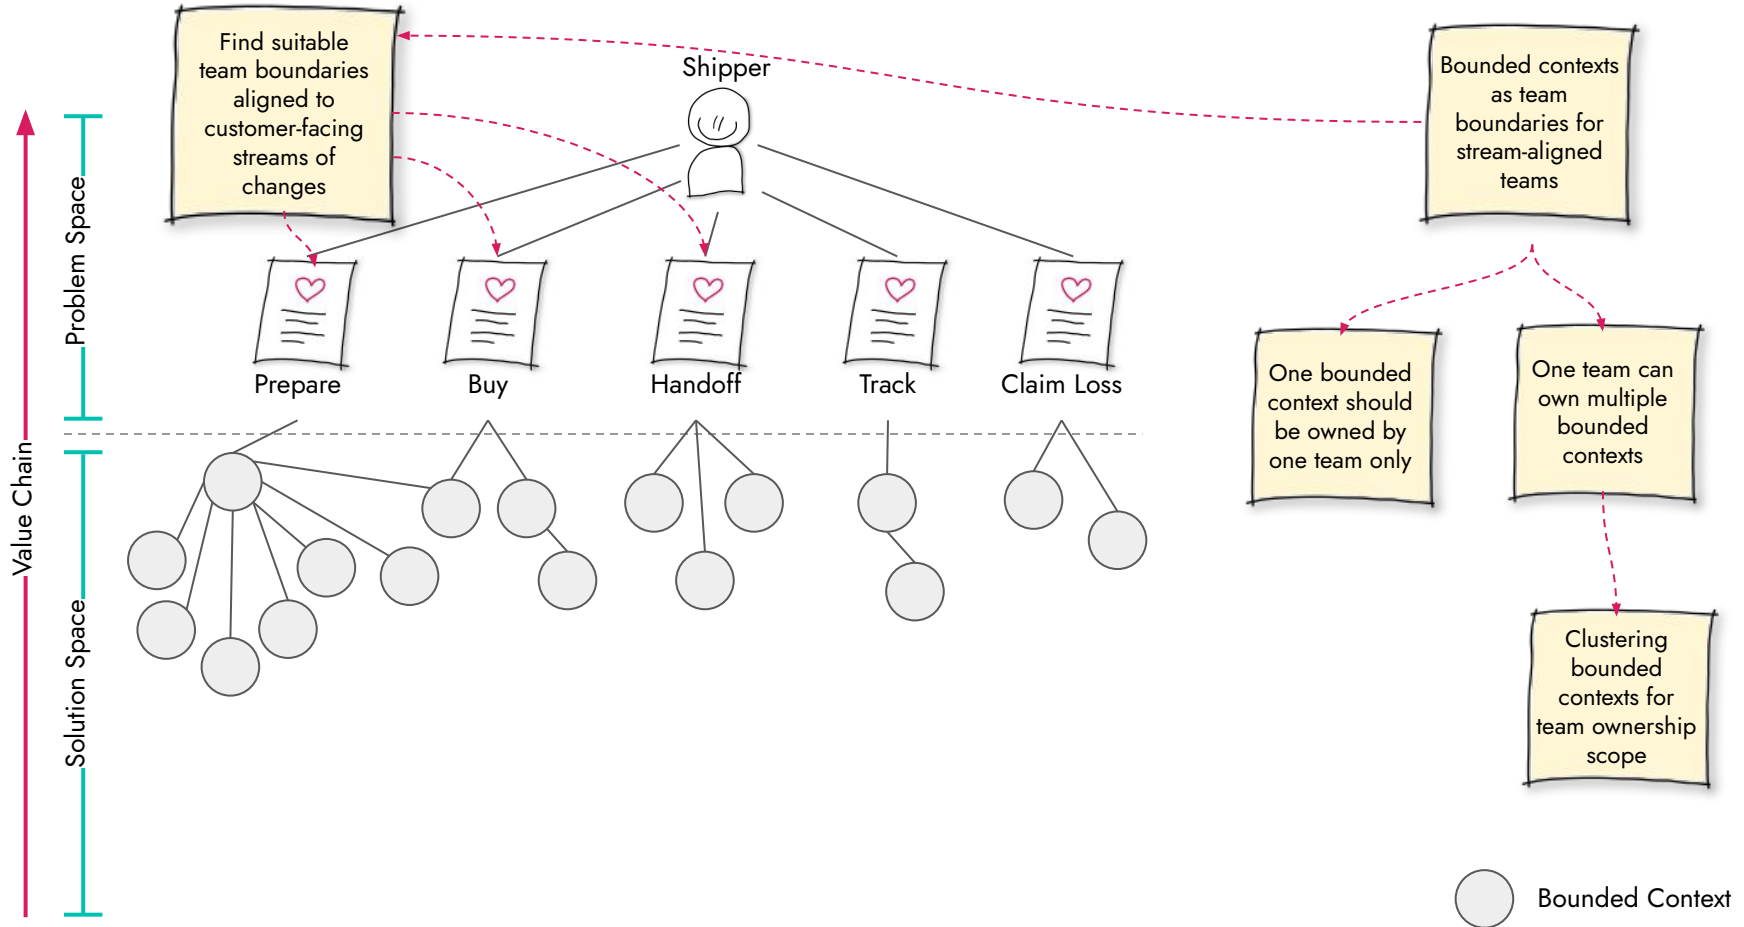 Find suitable
team boundaries
aligned to
customer-facing
streams of
changes
Shipper
Bounded contexts
as team
boundaries for
stream-aligned
teams
Problem Space
Prepare
Buy
Handoff
Track
Claim Loss
One bounded
context should
be owned by
one team only
One team can
own multiple
bounded
contexts
Value Chain
Solution Space
Clustering
bounded
contexts for
team ownership
scope
Bounded Context